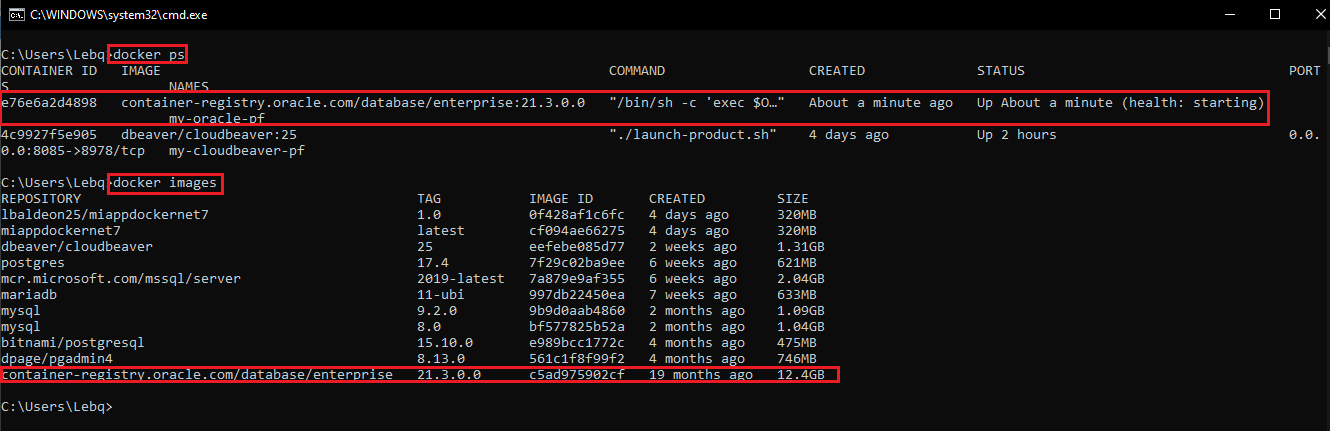 C:\WINDOWS\system32\cmd.exe
C:\Users\Lebq>docker ps
CONTAINER ID   IMAGE                                                        COMMAND                  CREATED              STATUS                                 PORT
S                    NAMES
e76e6a2d4898   container-registry.oracle.com/database/enterprise:21.3.0.0   "/bin/sh -c 'exec $O…"   About a minute ago   Up About a minute (health: starting)
                     my-oracle-pf
4c9927f5e905   dbeaver/cloudbeaver:25                                       "./launch-product.sh"    4 days ago           Up 2 hours                             0.0.
0.0:8085->8978/tcp   my-cloudbeaver-pf
C:\Users\Lebq>docker images
REPOSITORY                                          TAG           IMAGE ID       CREATED         SIZE
lbaldeon25/miappdockernet7                          1.0           0f428af1c6fc   4 days ago      320MB
miappdockernet7                                     latest        cf094ae66275   4 days ago      320MB
dbeaver/cloudbeaver                                 25            eefebe085d77   2 weeks ago     1.31GB
postgres                                            17.4          7f29c02ba9ee   6 weeks ago     621MB
mcr.microsoft.com/mssql/server                      2019-latest   7a879e9af355   6 weeks ago     2.04GB
mariadb                                             11-ubi        997db22450ea   7 weeks ago     633MB
mysql                                               9.2.0         9b9d0aab4860   2 months ago    1.09GB
mysql                                               8.0           bf577825b52a   2 months ago    1.04GB
bitnami/postgresql                                  15.10.0       e989bcc1772c   4 months ago    475MB
dpage/pgadmin4                                      8.13.0        561c1f8f99f2   4 months ago    746MB
container-registry.oracle.com/database/enterprise   21.3.0.0      c5ad975902cf   19 months ago   12.4GB
C:\Users\Lebq>